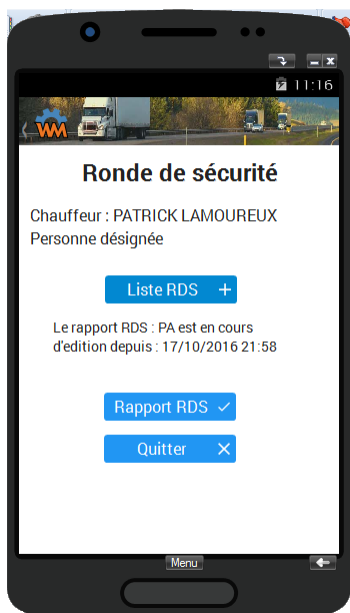 11:16
WM
Ronde de sécurité
Chauffeur : PATRICK LAMOUREUX
Personne désignée
Liste RDS
Le rapport RDS : PA est en cours
d'edition depuis : 17/10/2016 21:58
Rapport RDS
Quitter
Menu